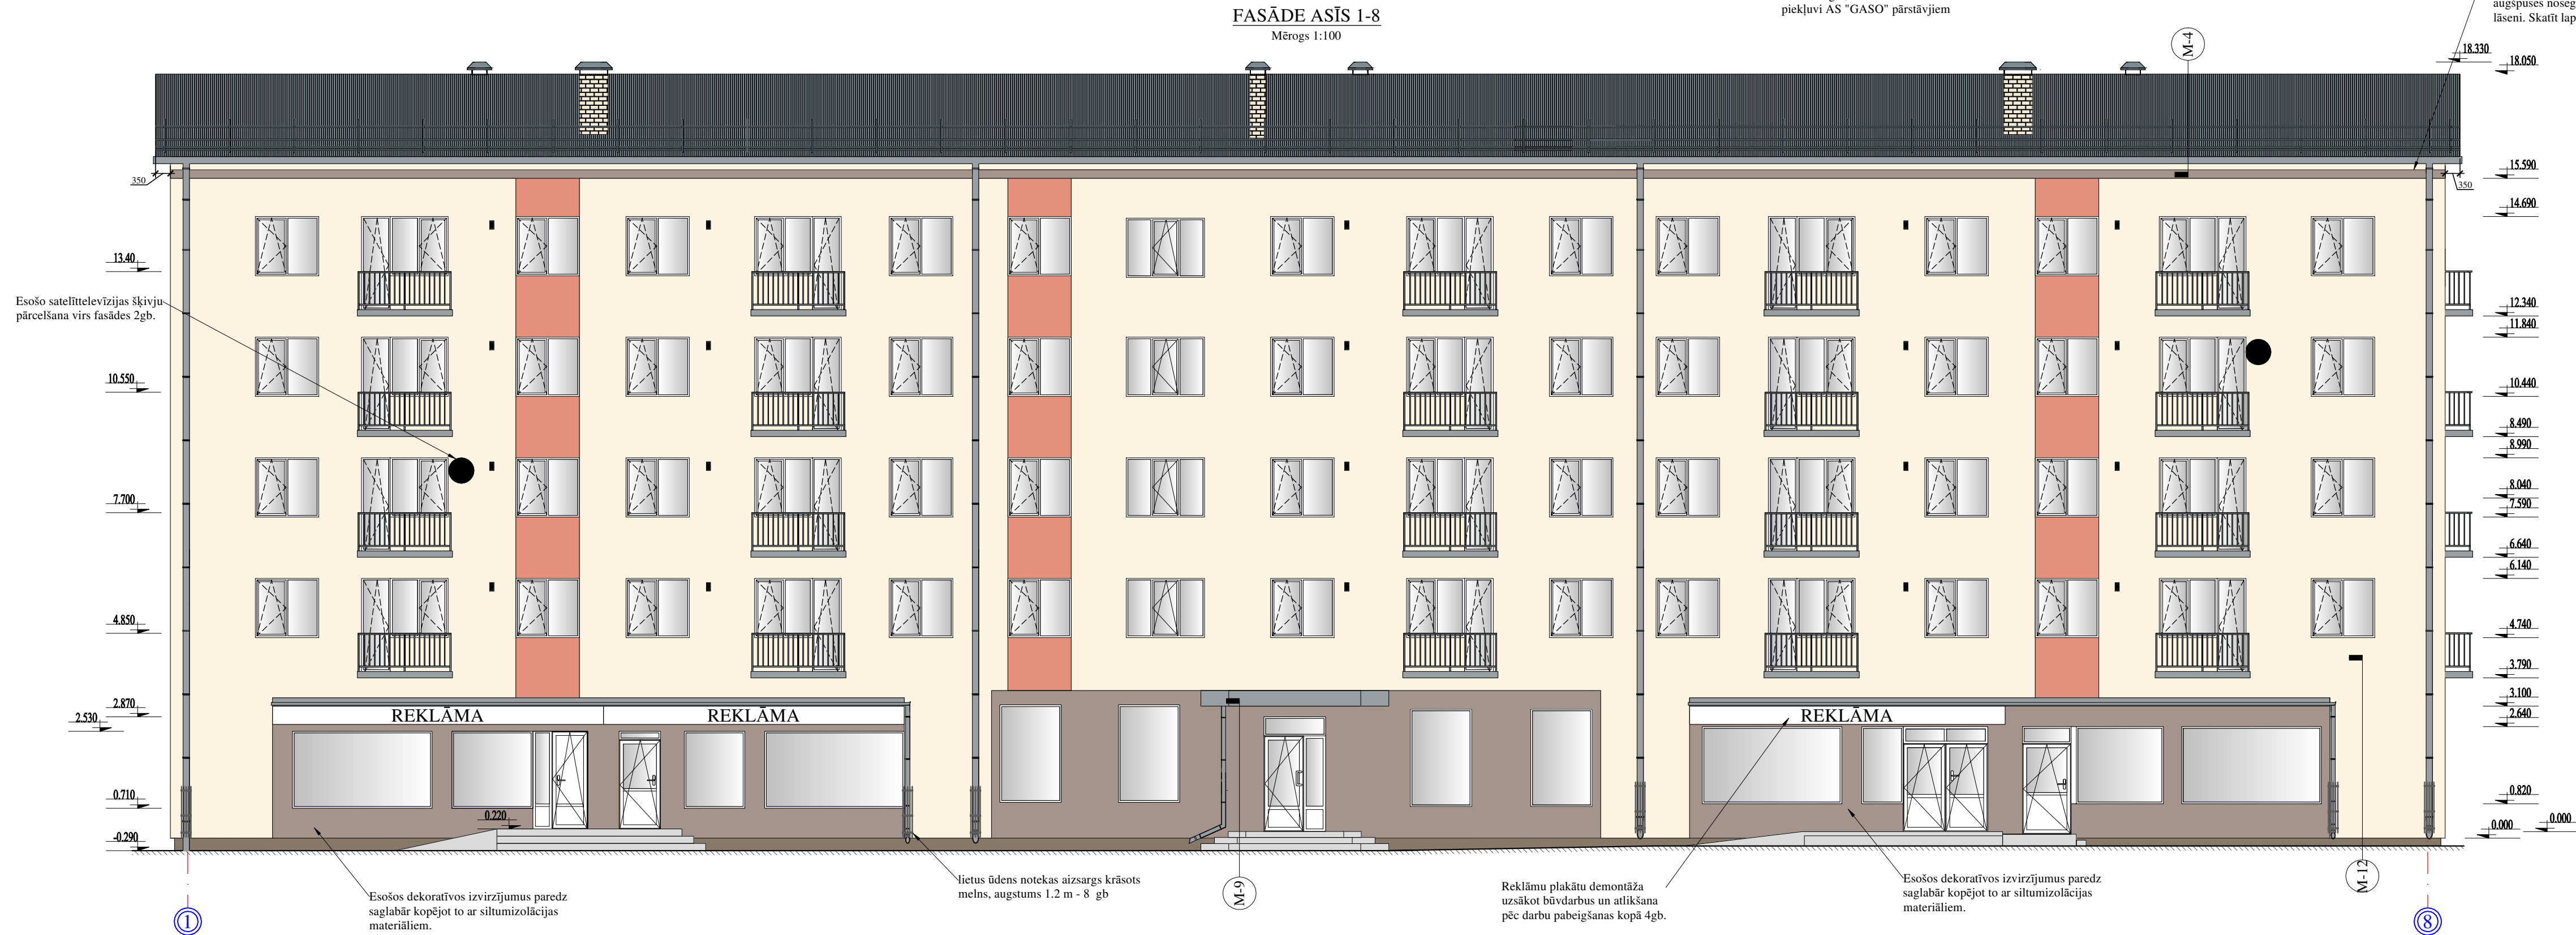 piekļuvi AS "GASO" pārstāvjiem
augšpuses
lāseni. Skatīt
FASĀDE ASĪS 1-8
Mērogs 1:100
M-4
18.330
18.050
350
350
15.590
14.690
13.40
Esošo satelīttelevīzijas šķivju
pārcelšana virs fasādes 2gb.
12.340
11.840
10.550
10.440
8.490
8.990
7.700
8.040
7.590
6.640
6.140
4.850
4.740
3.790
3.100
2.870
2.640
2.530
REKLĀMA
REKLĀMA
REKLĀMA
0.710
0.820
0.220
0.000
0.000
-0.290
Esošos dekoratīvos izvirzījumus paredz
saglabār kopējot to ar siltumizolācijas
materiāliem.
lietus ūdens notekas aizsargs krāsots
melns, augstums 1.2 m - 8 gb
M-9
Reklāmu plakātu demontāža
uzsākot būvdarbus un atlikšana
pēc darbu pabeigšanas kopā 4gb.
Esošos dekoratīvos izvirzījumus paredz
saglabār kopējot to ar siltumizolācijas
materiāliem.
M-12
1
8